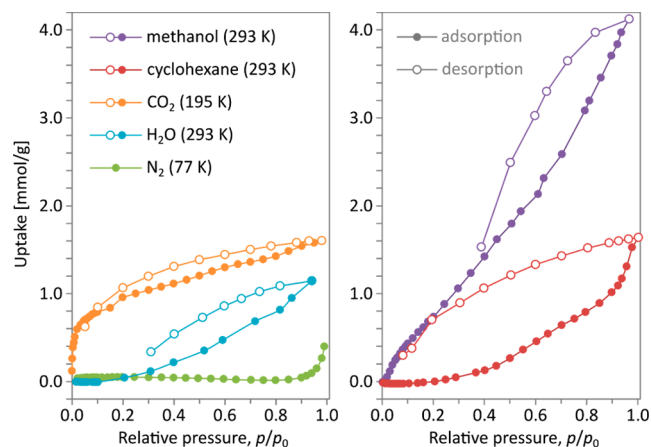 4.0
3.0
2.0
1.0
0.0
Uptake [mmol/g]
methanol (293 K)
cyclohexane (293 K)
CO₂ (195 K)
H₂O (293 K)
N₂ (77 K)
adsorption
desorption
0.0 0.2 0.4 0.6 0.8 1.0
Relative pressure, p/p₀
4.0
3.0
2.0
1.0
0.0
0.0 0.2 0.4 0.6 0.8 1.0
Relative pressure, p/p₀